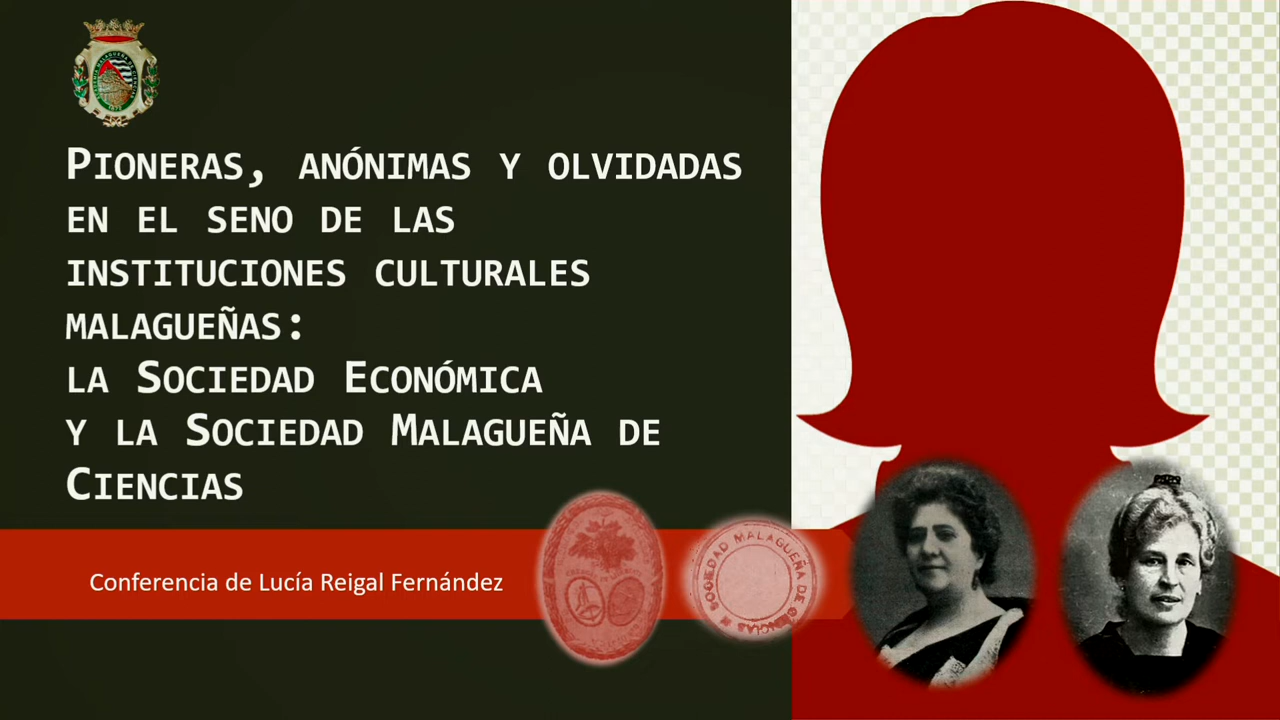 Pioneras, anónimas y olvidadas
en el seno de las
instituciones culturales
malagueñas:
la Sociedad Económica
y la Sociedad Malagueña de
Ciencias
Conferencia de Lucía Reigal Fernández
SOCIEDAD MALAGUEÑA DE CIENCIAS